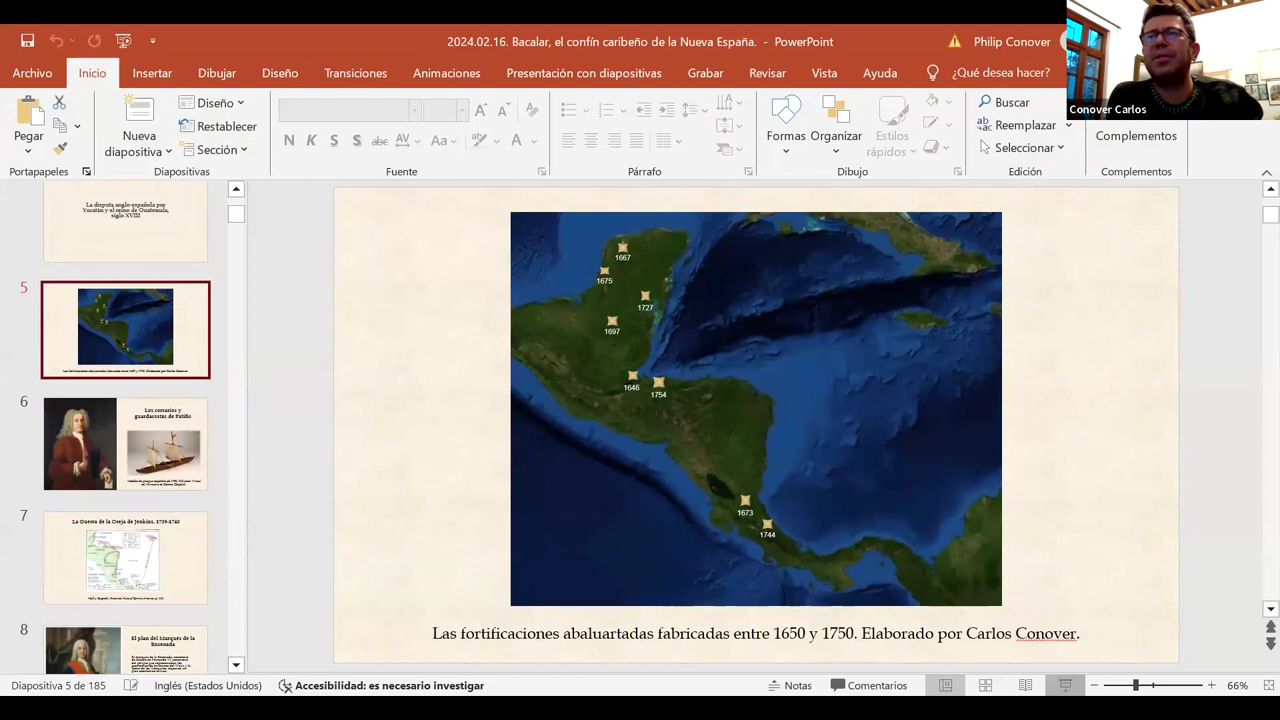 2024.02.16. Bacalar, el confín caribeño de la Nueva España. - PowerPoint
Philip Conover
Conover Carlos
Archivo Inicio Insertar Dibujar Diseño Transiciones Animaciones Presentación con diapositivas Grabar Revisar Vista Ayuda ¿Qué desea hacer?
Pegar
Nueva
diapositiva
Diseño
Restablecer
Sección
N K S S abc AV Aa A
Formas
Organizar
Estilos
rápidos
Buscar
Reemplazar
Seleccionar
Complementos
Portapapeles Diapositivas Fuente Párrafo Dibujo Edición Complementos
La disputa anglo-española por
Yucatán y el reino de Guatemala,
siglo XVIII
5
6
Los corsarios y
guardacostas de Patiño
7
La Guerra de la Oreja de Jenkins, 1739-1748
8
El plan del Marqués de la
Ensenada
1667
1675
1727
1697
1646
1754
1673
1744
Las fortificaciones abaluartadas fabricadas entre 1650 y 1750. Elaborado por Carlos Conover.
Diapositiva 5 de 185 Inglés (Estados Unidos) Accesibilidad: es necesario investigar Notas Comentarios 66%